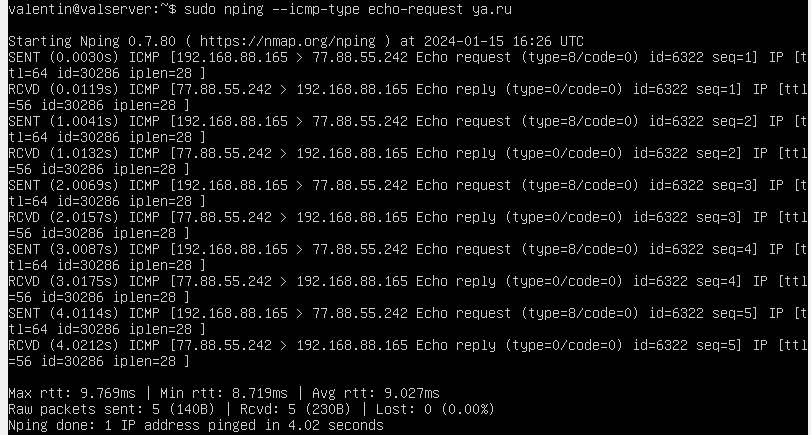 valentin@valserver:~$ sudo nping --icmp-type echo-request ya.ru
Starting Nping 0.7.80 ( https://nmap.org/nping ) at 2024-01-15 16:26 UTC
SENT (0.0030s) ICMP [192.168.88.165 > 77.88.55.242 Echo request (type=8/code=0) id=6322 seq=1] IP [t
tl=64 id=30286 iplen=28 ]
RCVD (0.0119s) ICMP [77.88.55.242 > 192.168.88.165 Echo reply (type=0/code=0) id=6322 seq=1] IP [ttl
=56 id=30286 iplen=28 ]
SENT (1.0041s) ICMP [192.168.88.165 > 77.88.55.242 Echo request (type=8/code=0) id=6322 seq=2] IP [t
tl=64 id=30286 iplen=28 ]
RCVD (1.0132s) ICMP [77.88.55.242 > 192.168.88.165 Echo reply (type=0/code=0) id=6322 seq=2] IP [ttl
=56 id=30286 iplen=28 ]
SENT (2.0069s) ICMP [192.168.88.165 > 77.88.55.242 Echo request (type=8/code=0) id=6322 seq=3] IP [t
tl=64 id=30286 iplen=28 ]
RCVD (2.0157s) ICMP [77.88.55.242 > 192.168.88.165 Echo reply (type=0/code=0) id=6322 seq=3] IP [ttl
=56 id=30286 iplen=28 ]
SENT (3.0087s) ICMP [192.168.88.165 > 77.88.55.242 Echo request (type=8/code=0) id=6322 seq=4] IP [t
tl=64 id=30286 iplen=28 ]
RCVD (3.0175s) ICMP [77.88.55.242 > 192.168.88.165 Echo reply (type=0/code=0) id=6322 seq=4] IP [ttl
=56 id=30286 iplen=28 ]
SENT (4.0114s) ICMP [192.168.88.165 > 77.88.55.242 Echo request (type=8/code=0) id=6322 seq=5] IP [t
tl=64 id=30286 iplen=28 ]
RCVD (4.0212s) ICMP [77.88.55.242 > 192.168.88.165 Echo reply (type=0/code=0) id=6322 seq=5] IP [ttl
=56 id=30286 iplen=28 ]
Max rtt: 9.769ms | Min rtt: 8.719ms | Avg rtt: 9.027ms
Raw packets sent: 5 (140B) | Rcvd: 5 (230B) | Lost: 0 (0.00%)
Nping done: 1 IP address pinged in 4.02 seconds